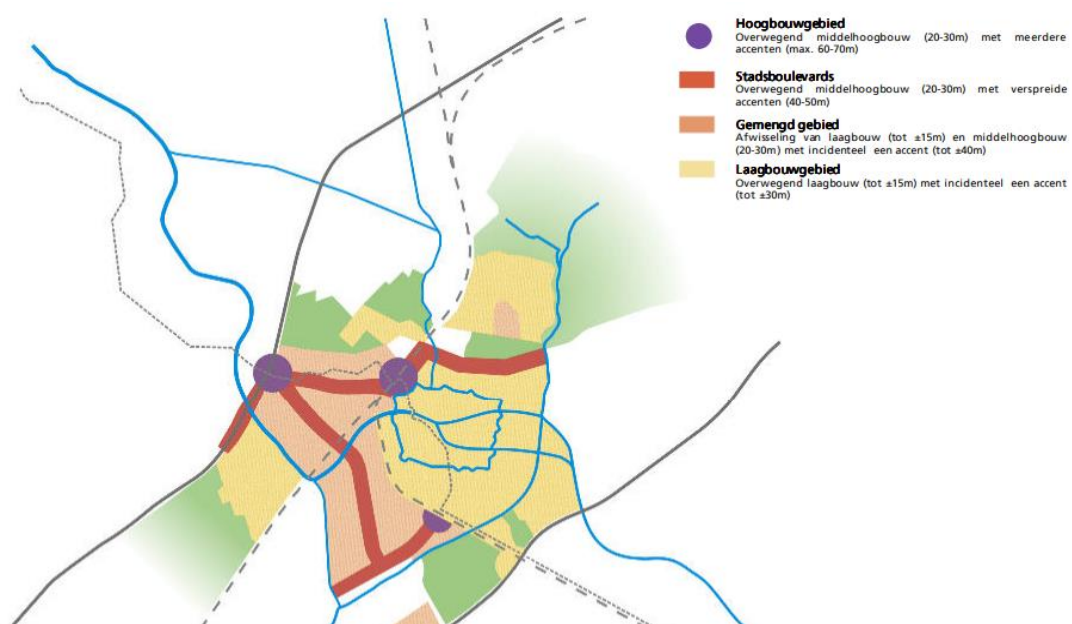 Hoogbouwgebied
Overwegend middelhoogbouw (20-30m) met meerdere
accenten (max. 60-70m)
Stadsboulevards
Overwegend middelhoogbouw (20-30m) met verspreide
accenten (40-50m)
Gemengd gebied
Afwisseling van laagbouw (tot ±15m) en middelhoogbouw
(20-30m) met incidenteel een accent (tot ±40m)
Laagbouwgebied
Overwegend laagbouw (tot ±15m) met incidenteel een accent
(tot ±30m)